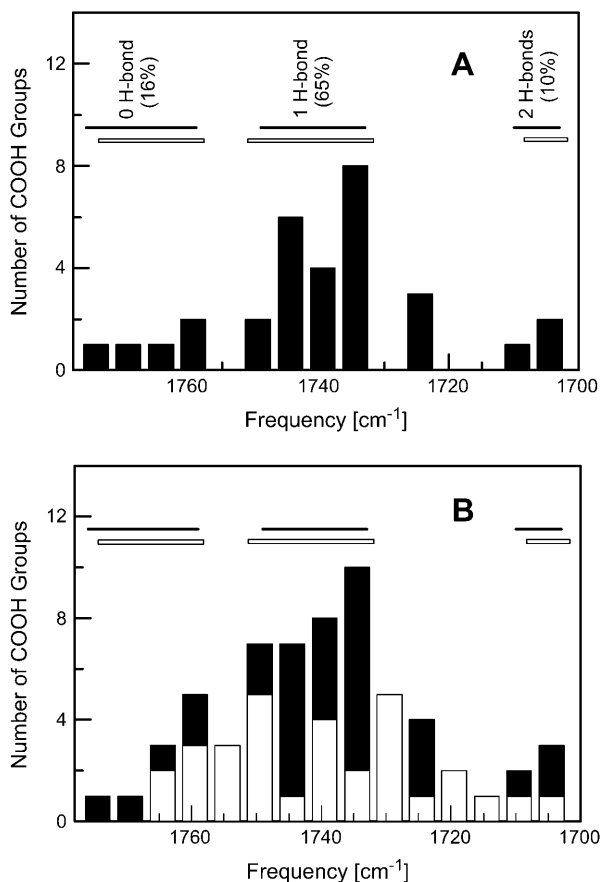 A
0 H-bond
(16%)
1 H-bond
(65%)
2 H-bonds
(10%)
Number of COOH Groups
12
8
4
0
1760
1740
1720
1700
Frequency [cm-1]
B
Number of COOH Groups
12
8
4
0
1760
1740
1720
1700
Frequency [cm-1]